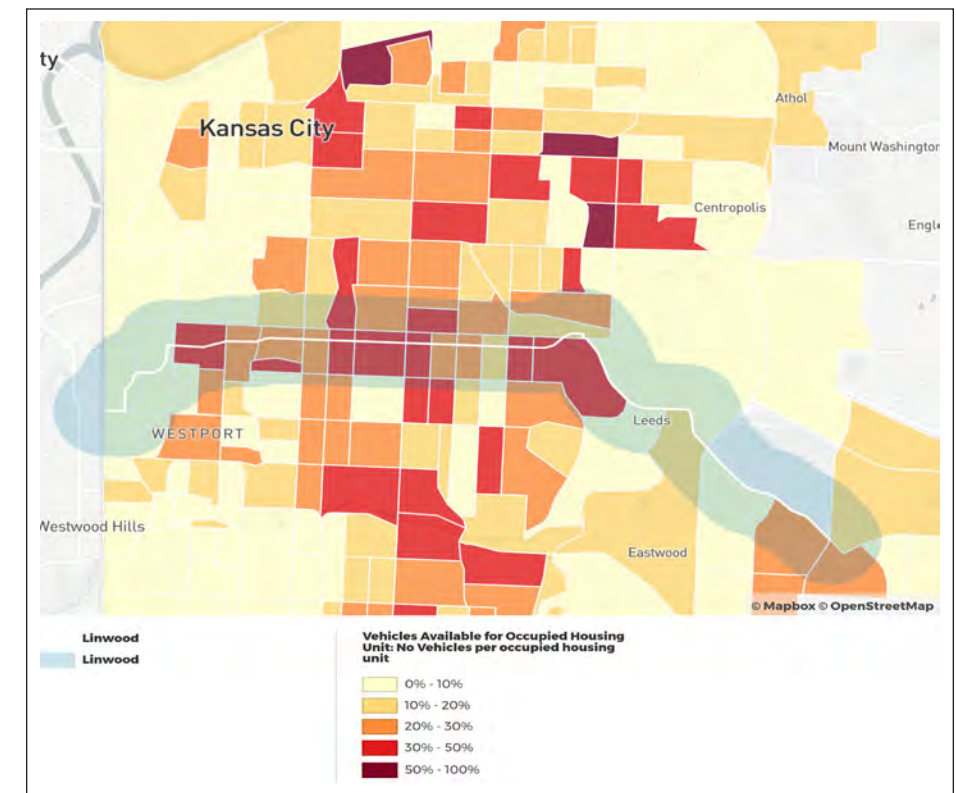 ty
Athol
Kansas City
Mount Washington
Centropolis
Engl
WESTPORT
Leeds
Westwood Hills
Eastwood
© Mapbox © OpenStreetMap
Linwood
Linwood
Vehicles Available for Occupied Housing
Unit: No Vehicles per occupied housing
unit
0% - 10%
10% - 20%
20% - 30%
30% - 50%
50% - 100%